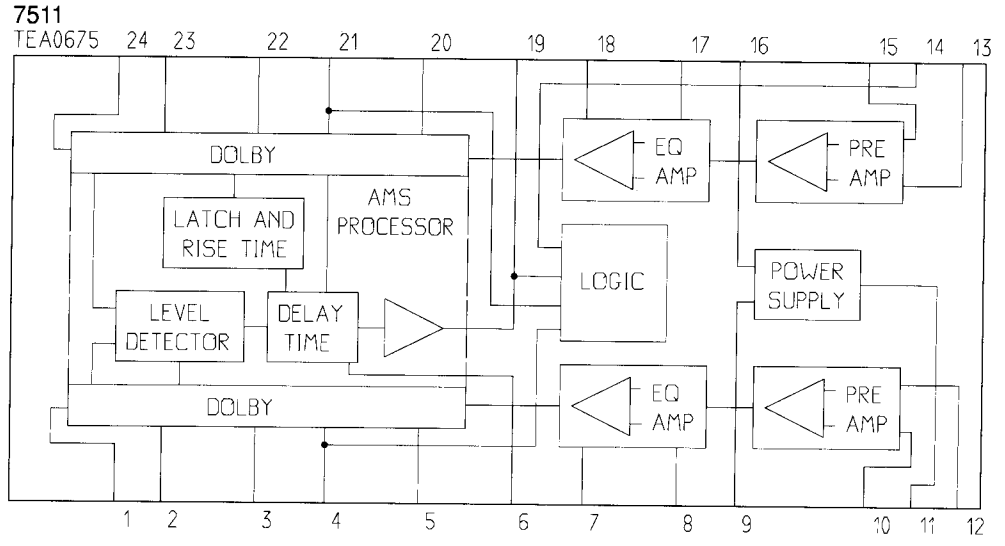 7511
TEA0675 24 23 22 21 20 19 18 17 16 15 14 13
DOLBY
EQ
AMP
PRE
AMP
AMS
PROCESSOR
LATCH AND
RISE TIME
LOGIC
POWER
SUPPLY
LEVEL
DETECTOR
DELAY
TIME
DOLBY
EQ
AMP
PRE
AMP
1 2 3 4 5 6 7 8 9 10 11 12